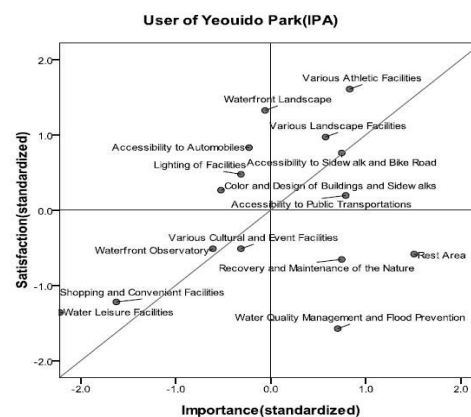 User of Yeouido Park(IPA)
Satisfaction(standardized)
2.0
1.0
0.0
-1.0
-2.0
Various Athletic Facilities
Waterfront Landscape
Various Landscape Facilities
Accessibility to Automobiles
Accessibility to Sidewalk and Bike Road
Lighting of Facilities
Color and Design of Buildings and Sidewalks
Accessibility to Public Transportations
Various Cultural and Event Facilities
Waterfront Observatory
Rest Area
Recovery and Maintenance of the Nature
Shopping and Convenient Facilities
Water Leisure Facilities
Water Quality Management and Flood Prevention
-2.0 -1.0 0.0 1.0 2.0
Importance(standardized)